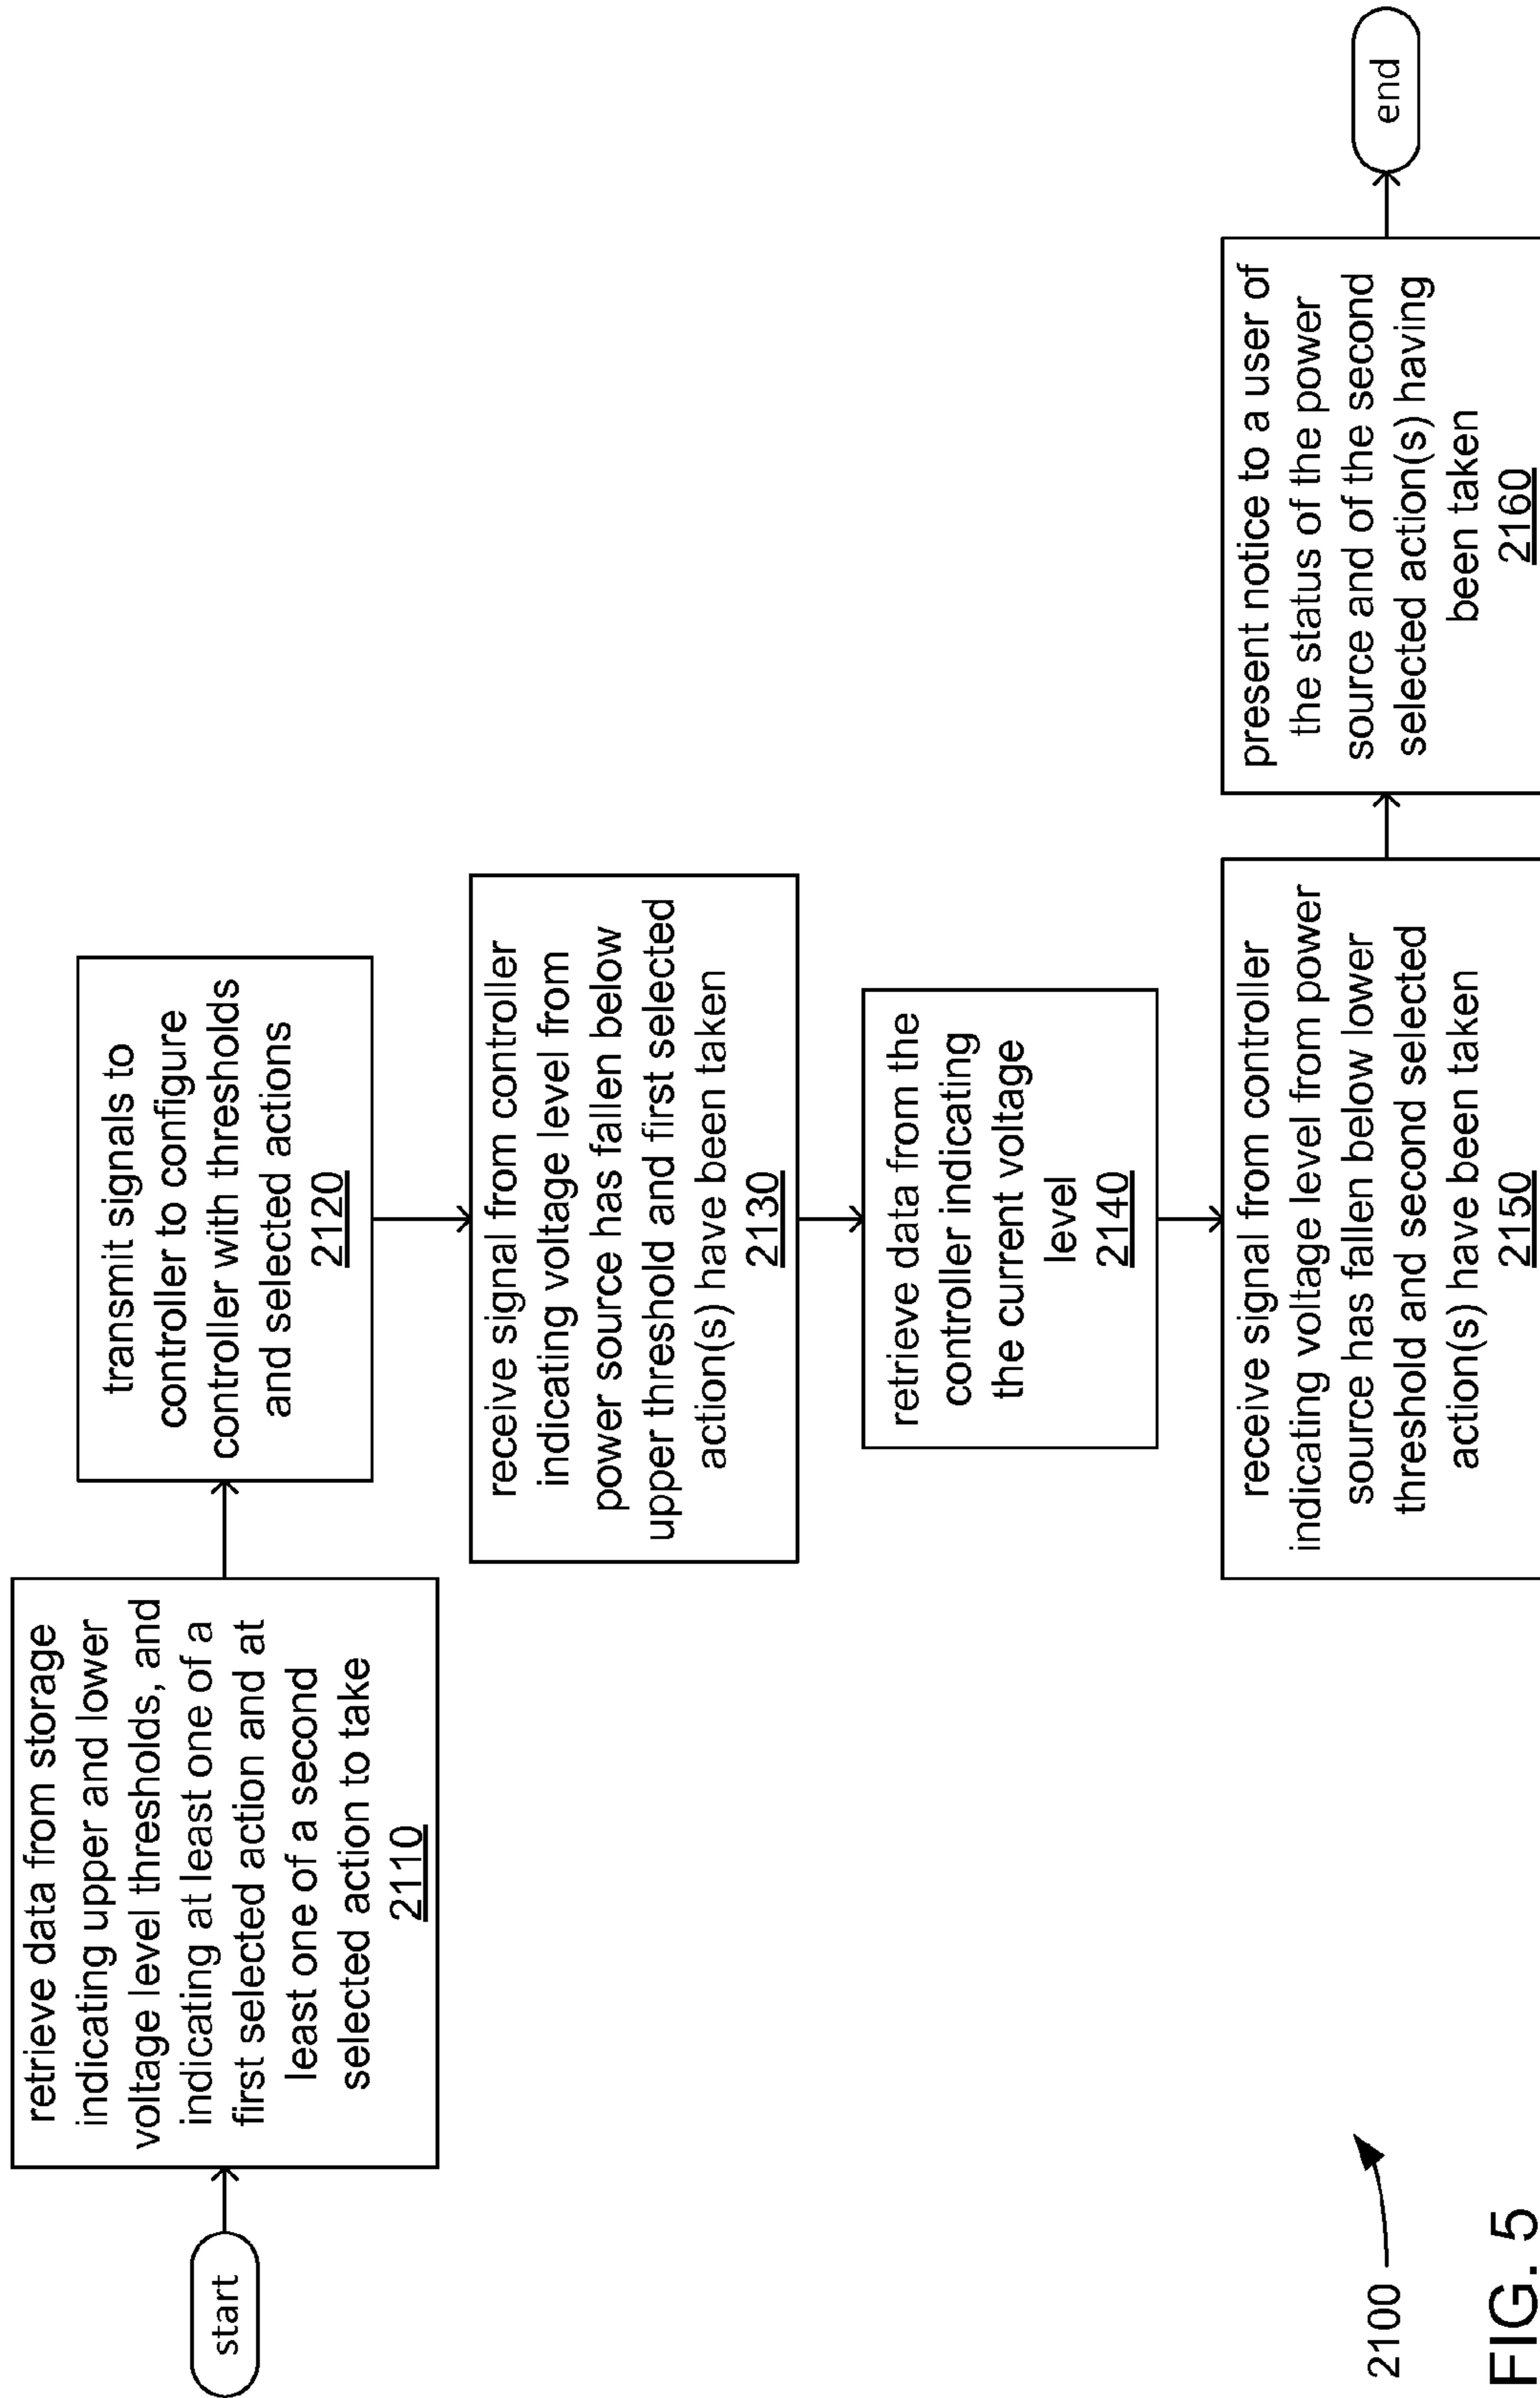 start
retrieve data from storage
indicating upper and lower
voltage level thresholds, and
indicating at least one of a
first selected action and at
least one of a second
selected action to take
2110
transmit signals to
controller to configure
controller with thresholds
and selected actions
2120
receive signal from controller
indicating voltage level from
power source has fallen below
upper threshold and first selected
action(s) have been taken
2130
retrieve data from the
controller indicating
the current voltage
level
2140
receive signal from controller
indicating voltage level from power
source has fallen below lower
threshold and second selected
action(s) have been taken
2150
present notice to a user of
the status of the power
source and of the second
selected action(s) having
been taken
2160
end
2100
FIG. 5